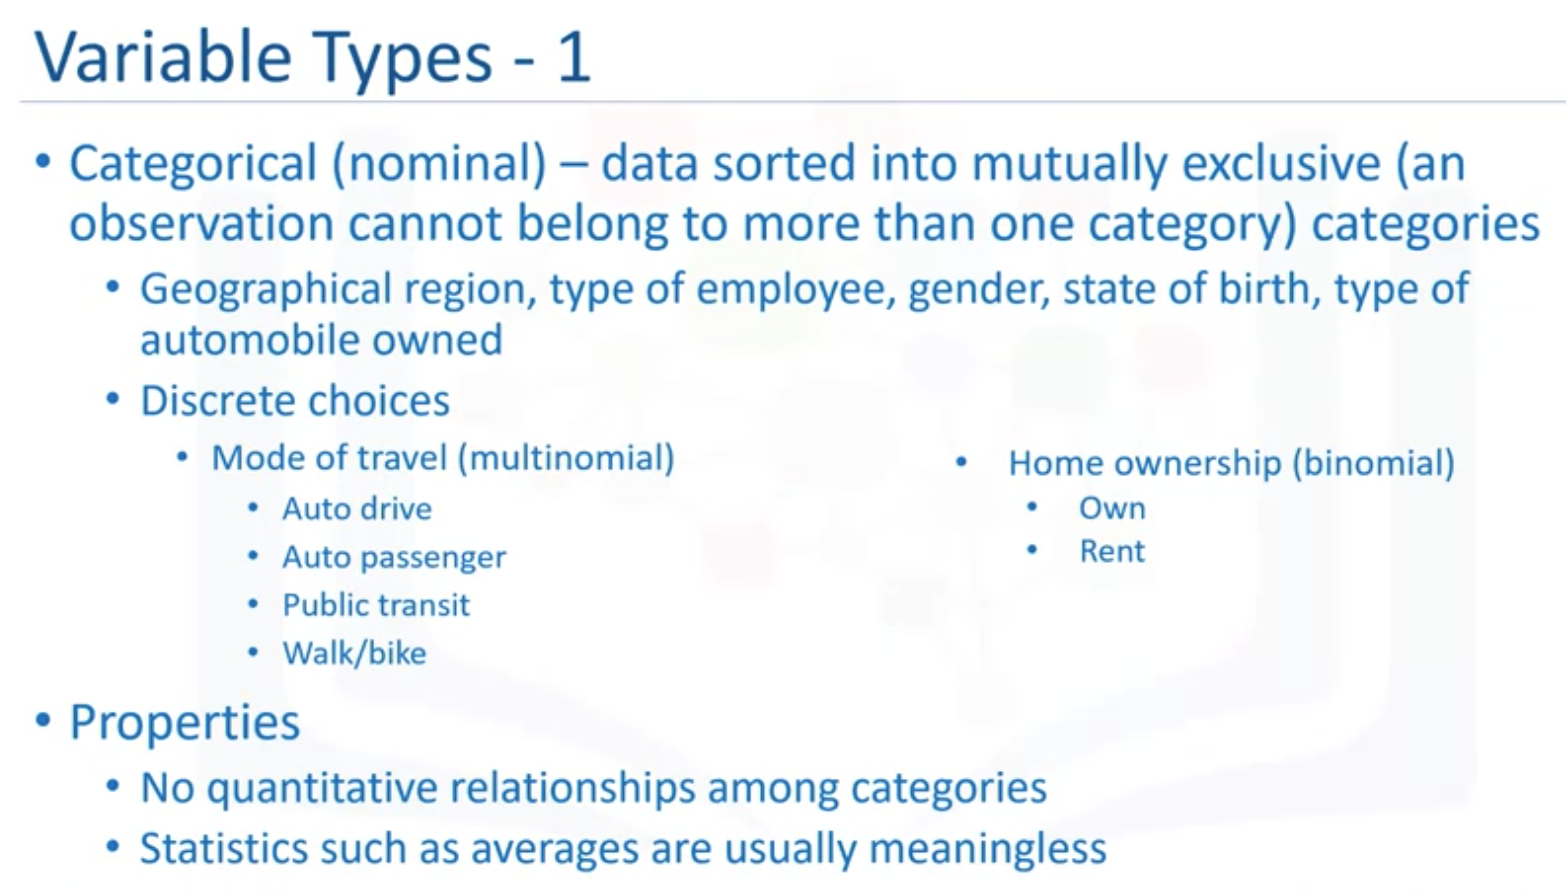 Variable Types - 1
• Categorical (nominal) – data sorted into mutually exclusive (an
observation cannot belong to more than one category) categories
• Geographical region, type of employee, gender, state of birth, type of
automobile owned
• Discrete choices
• Mode of travel (multinomial)
• Auto drive
• Auto passenger
• Public transit
• Walk/bike
• Home ownership (binomial)
• Own
• Rent
• Properties
• No quantitative relationships among categories
• Statistics such as averages are usually meaningless